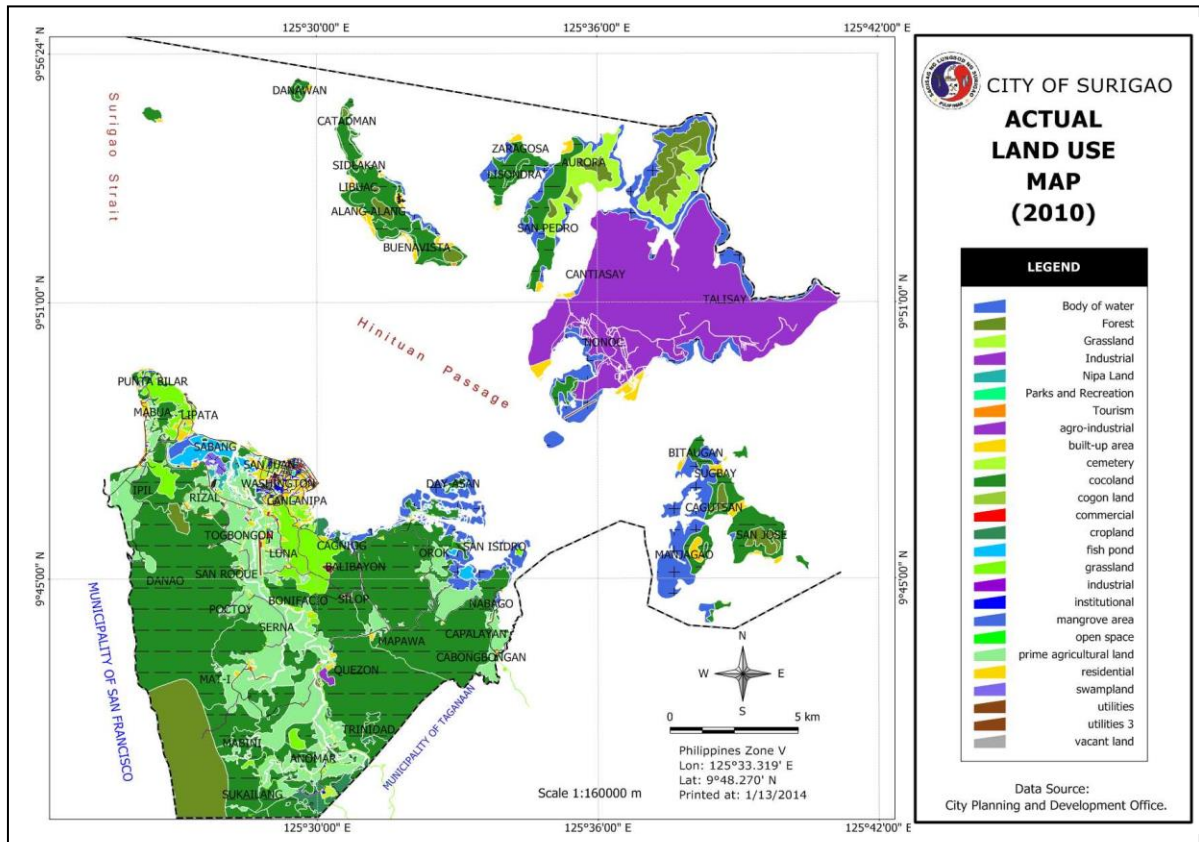 125°30'00" E
125°36'00" E
125°42'00" E
9°56'24" N
9°56'24" N
Surigao Strait
DANAWAN
CATADMAN
SIDLAKAN
LIBUAC
ALANG-ALANG
BUENAVISTA
ZARAGOSA
LISONDRA
AURORA
SAN PEDRO
CANTIASAY
TALISAY
NONOC
9°51'00" N
9°51'00" N
Hinituan Passage
PUNTA BILAR
MABUA
LIPATA
SABANG
SAN JUAN
WASHINGTON
CANLANIPA
IPIL
RIZAL
TOGBONGON
LUNA
CAGNIOG
BALIBAYON
DAY-ASAN
OROK
SAN ISIDRO
BITAUGAN
SUGBAY
CAGUTSAN
SAN JOSE
MANJAGAO
9°45'00" N
9°45'00" N
DANAO
SAN ROQUE
BONIFACIO
SILOP
POCTOY
SERNA
NABAGO
MAPAWA
CAPALAYAN
CABONGBONGAN
MAT-I
QUEZON
TRINIDAD
MABINI
ANOMAR
SUKAILANG
MUNICIPALITY OF SAN FRANCISCO
MUNICIPALITY OF TAGANAAN
N
W E
S
0 5 km
Philippines Zone V
Lon: 125°33.319' E
Lat: 9°48.270' N
Printed at: 1/13/2014
Scale 1:160000 m
125°30'00" E
125°36'00" E
125°42'00" E
CITY OF SURIGAO
ACTUAL
LAND USE
MAP
(2010)
LEGEND
Body of water
Forest
Grassland
Industrial
Nipa Land
Parks and Recreation
Tourism
agro-industrial
built-up area
cemetery
cocoland
cogon land
commercial
cropland
fish pond
grassland
industrial
institutional
mangrove area
open space
prime agricultural land
residential
swampland
utilities
utilities 3
vacant land
Data Source:
City Planning and Development Office.